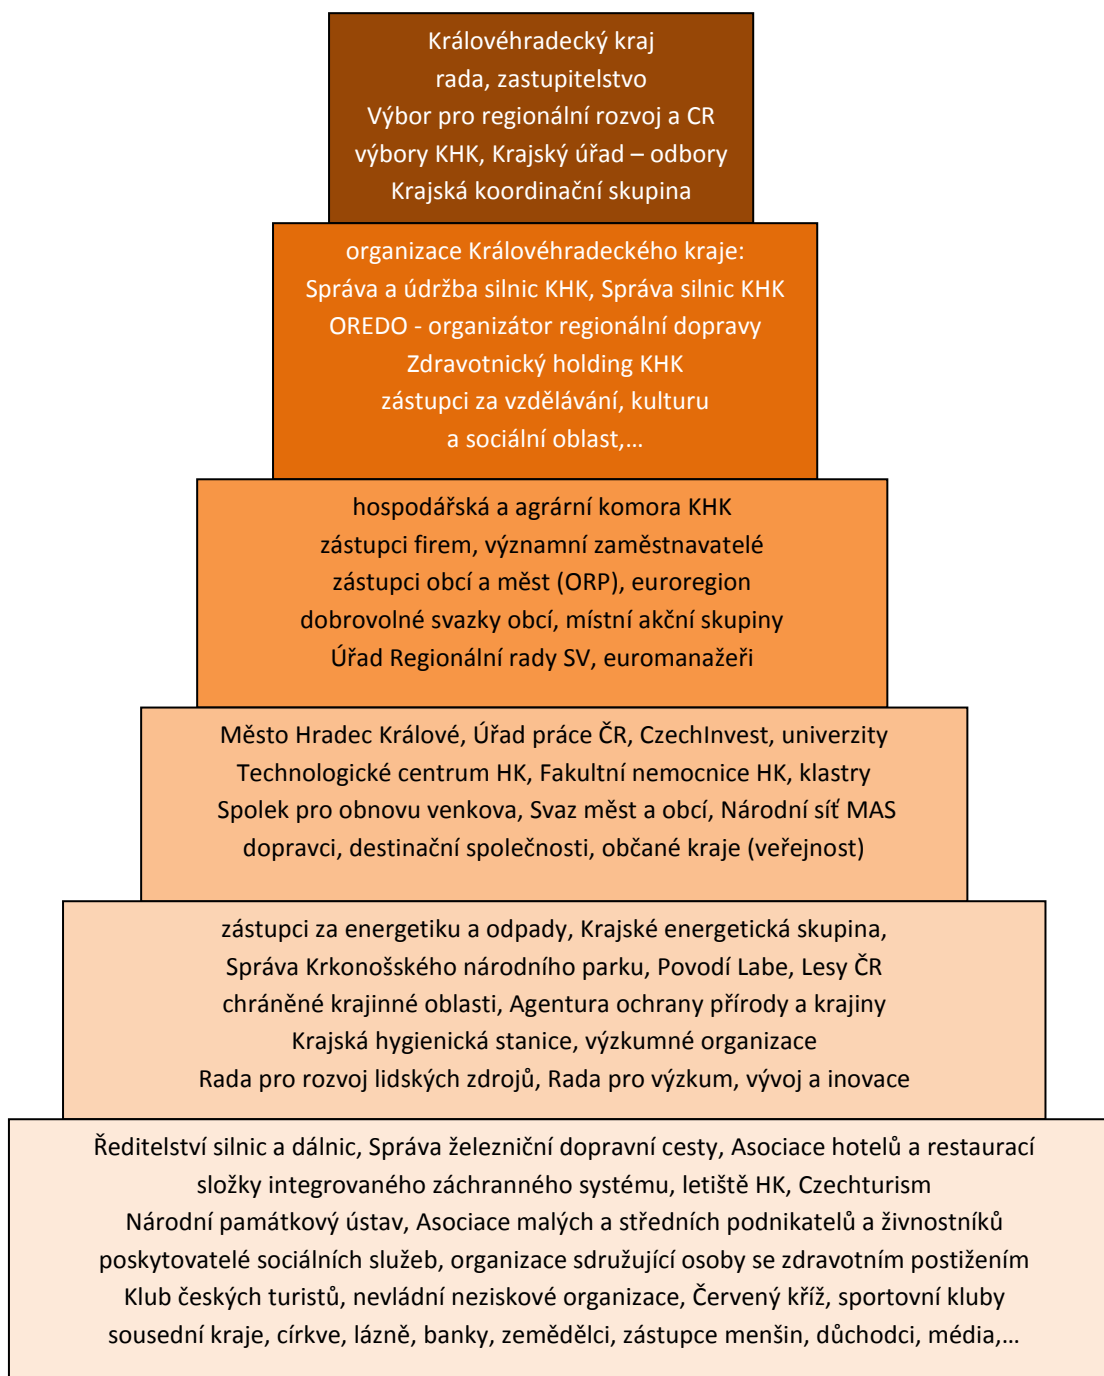 Královéhradecký kraj
rada, zastupitelstvo
Výbor pro regionální rozvoj a CR
výbory KHK, Krajský úřad – odbory
Krajská koordinační skupina
organizace Královéhradeckého kraje:
Správa a údržba silnic KHK, Správa silnic KHK
OREDO - organizátor regionální dopravy
Zdravotnický holding KHK
zástupci za vzdělávání, kulturu
a sociální oblast,...
hospodářská a agrární komora KHK
zástupci firem, významní zaměstnavatelé
zástupci obcí a měst (ORP), euroregion
dobrovolné svazky obcí, místní akční skupiny
Úřad Regionální rady SV, euromanažeři
Město Hradec Králové, Úřad práce ČR, CzechInvest, univerzity
Technologické centrum HK, Fakultní nemocnice HK, klastry
Spolek pro obnovu venkova, Svaz měst a obcí, Národní síť MAS
dopravci, destinační společnosti, občané kraje (veřejnost)
zástupci za energetiku a odpady, Krajské energetická skupina,
Správa Krkonošského národního parku, Povodí Labe, Lesy ČR
chráněné krajinné oblasti, Agentura ochrany přírody a krajiny
Krajská hygienická stanice, výzkumné organizace
Rada pro rozvoj lidských zdrojů, Rada pro výzkum, vývoj a inovace
Ředitelství silnic a dálnic, Správa železniční dopravní cesty, Asociace hotelů a restaurací
složky integrovaného záchranného systému, letiště HK, Czechturism
Národní památkový ústav, Asociace malých a středních podnikatelů a živnostníků
poskytovatelé sociálních služeb, organizace sdružující osoby se zdravotním postižením
Klub českých turistů, nevládní neziskové organizace, Červený kříž, sportovní kluby
sousední kraje, církve, lázně, banky, zemědělci, zástupce menšin, důchodci, média,...